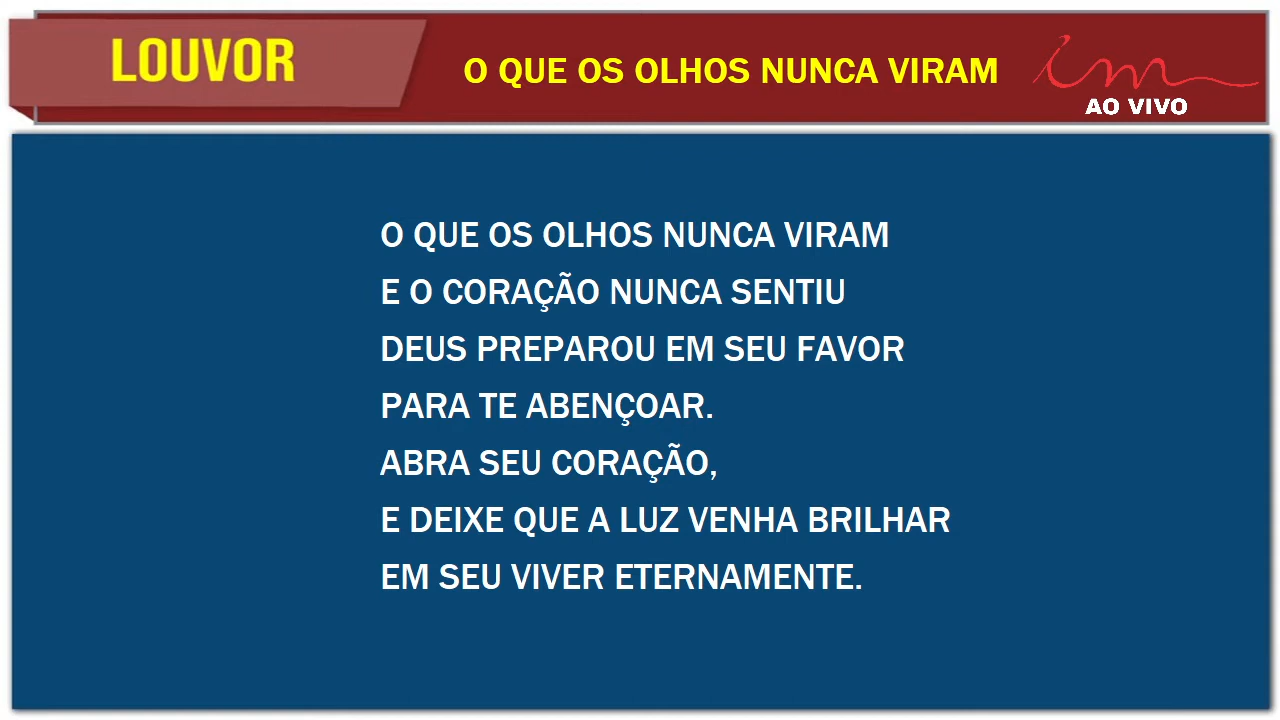 LOUVOR
O QUE OS OLHOS NUNCA VIRAM
im
AO VIVO
O QUE OS OLHOS NUNCA VIRAM
E O CORAÇÃO NUNCA SENTIU
DEUS PREPAROU EM SEU FAVOR
PARA TE ABENÇOAR.
ABRA SEU CORAÇÃO,
E DEIXE QUE A LUZ VENHA BRILHAR
EM SEU VIVER ETERNAMENTE.